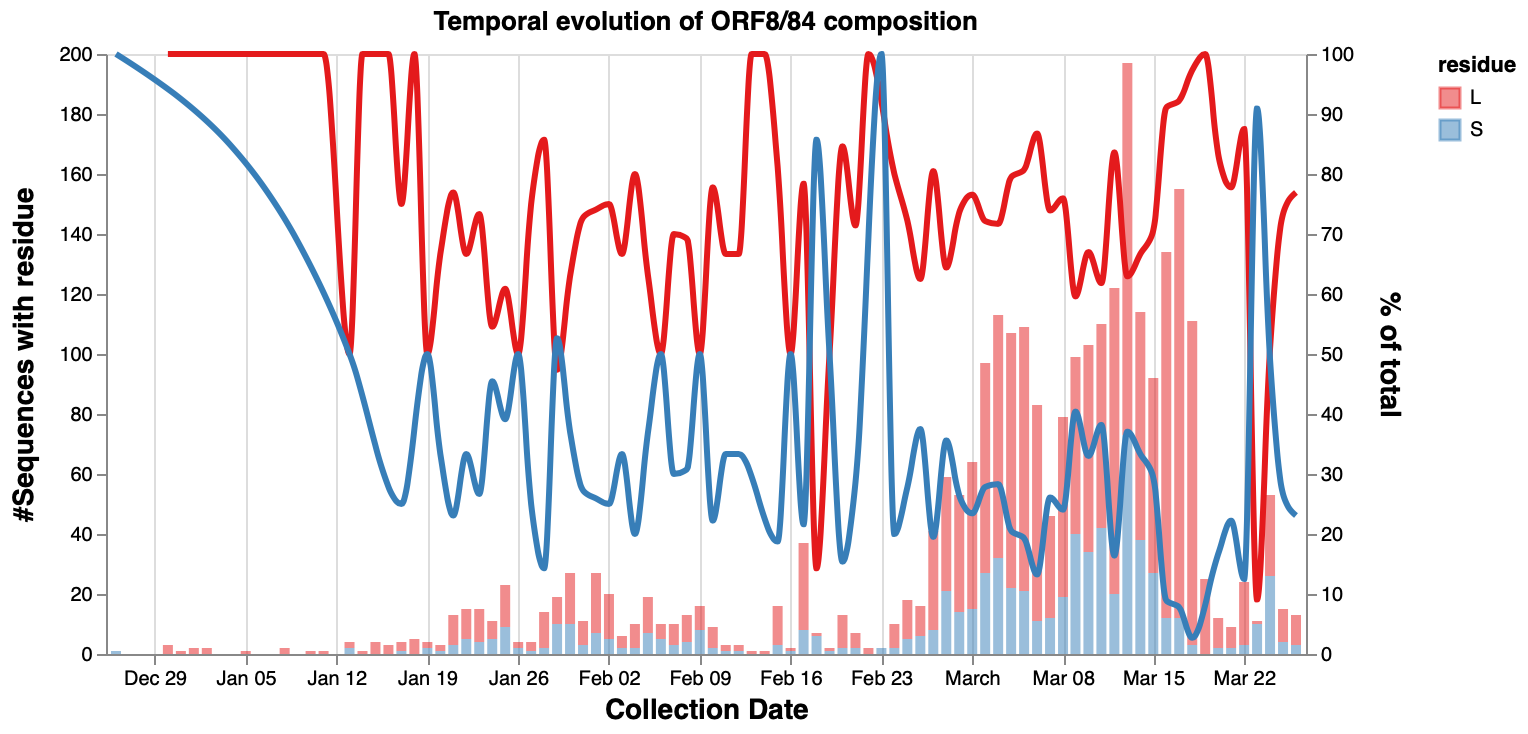 Temporal evolution of ORF8/84 composition
#Sequences with residue
200
180
160
140
120
100
80
60
40
20
0
100
90
80
70
60
50
40
30
20
10
0
% of total
residue
L
S
Dec 29 Jan 05 Jan 12 Jan 19 Jan 26 Feb 02 Feb 09 Feb 16 Feb 23 March Mar 08 Mar 15 Mar 22
Collection Date